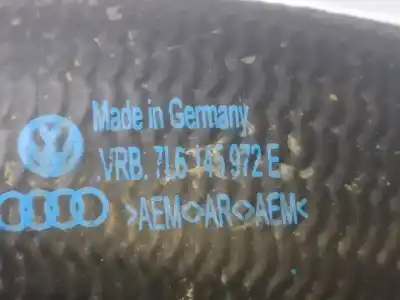 Made in Germany
.VRB. 7L6 145 972 E
>AEM<>AR<>AEM<